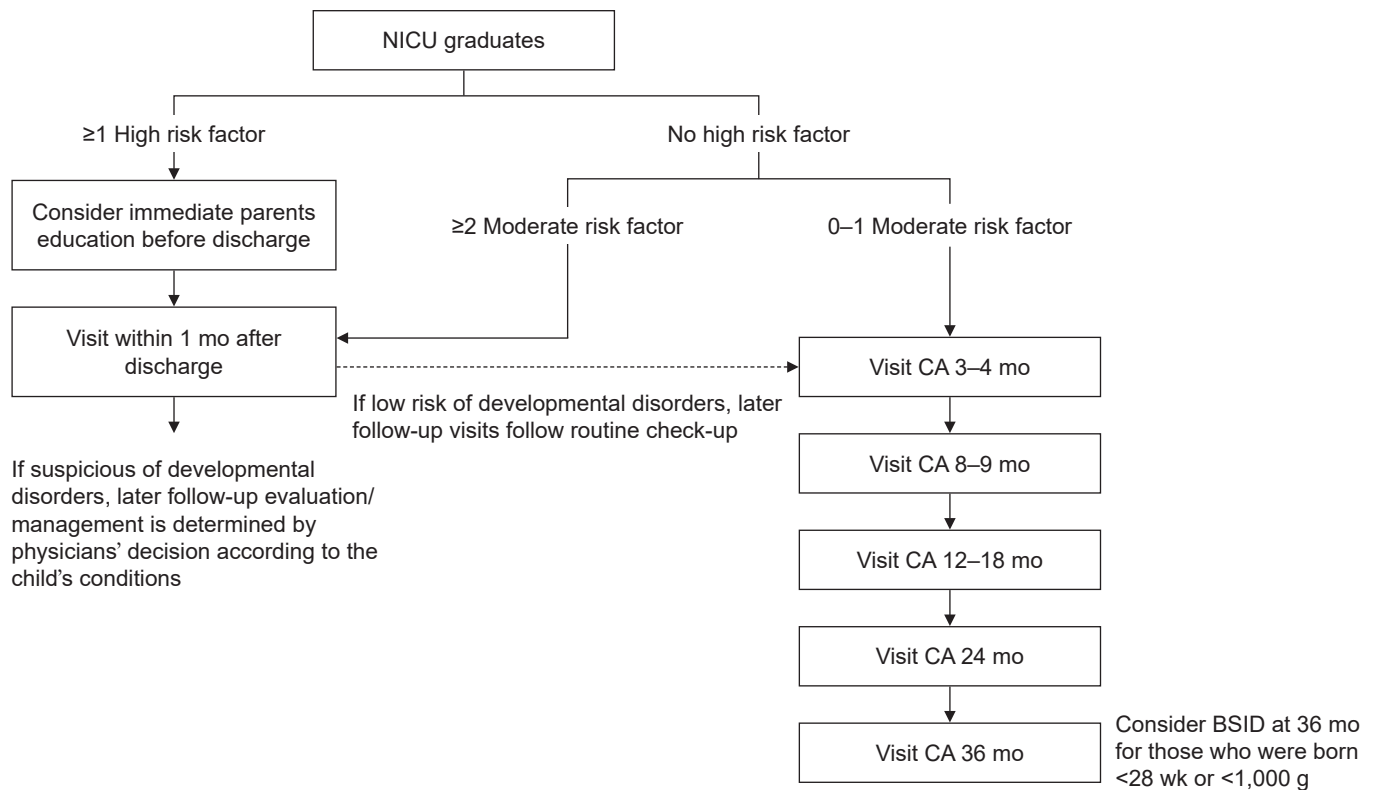 NICU graduates
≥1 High risk factor
No high risk factor
Consider immediate parents
education before discharge
≥2 Moderate risk factor
0–1 Moderate risk factor
Visit within 1 mo after
discharge
Visit CA 3–4 mo
If low risk of developmental disorders, later
follow-up visits follow routine check-up
If suspicious of developmental
disorders, later follow-up evaluation/
management is determined by
physicians’ decision according to the
child’s conditions
Visit CA 8–9 mo
Visit CA 12–18 mo
Visit CA 24 mo
Visit CA 36 mo
Consider BSID at 36 mo
for those who were born
<28 wk or <1,000 g